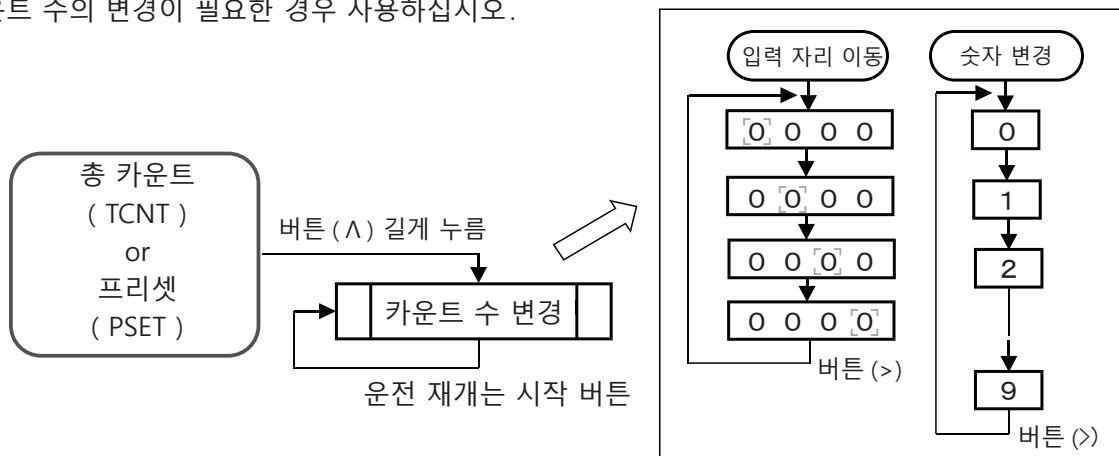 수의 변경이 필요한 경우 사용하십시오.
총 카운트
( TCNT )
or
프리셋
( PSET )
버튼 (∧) 길게 누름
카운트 수 변경
운전 재개는 시작 버튼
입력 자리 이동
0 0 0 0
0 0 0 0
0 0 0 0
0 0 0 0
버튼 (>)
숫자 변경
0
1
2
9
버튼 (>)